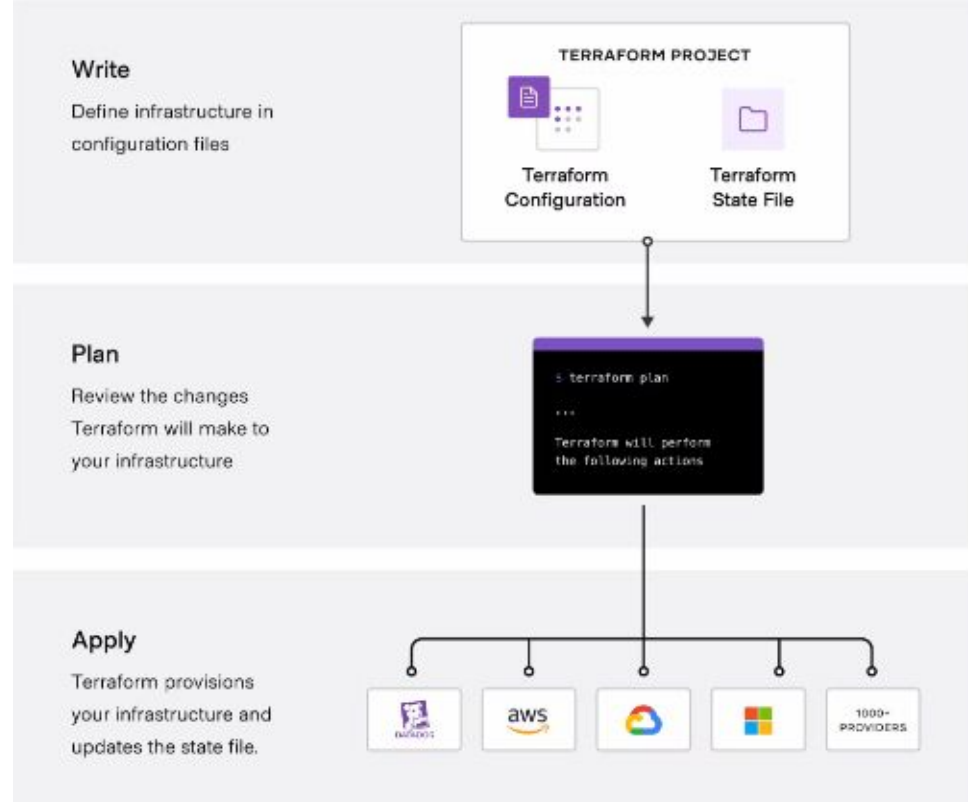 Write
Define infrastructure in
configuration files
TERRAFORM PROJECT
Terraform
Configuration
Terraform
State File
Plan
Review the changes
Terraform will make to
your infrastructure
$ terraform plan
...
Terraform will perform
the following actions
Apply
Terraform provisions
your infrastructure and
updates the state file.
DATADOG
aws
1000+
PROVIDERS